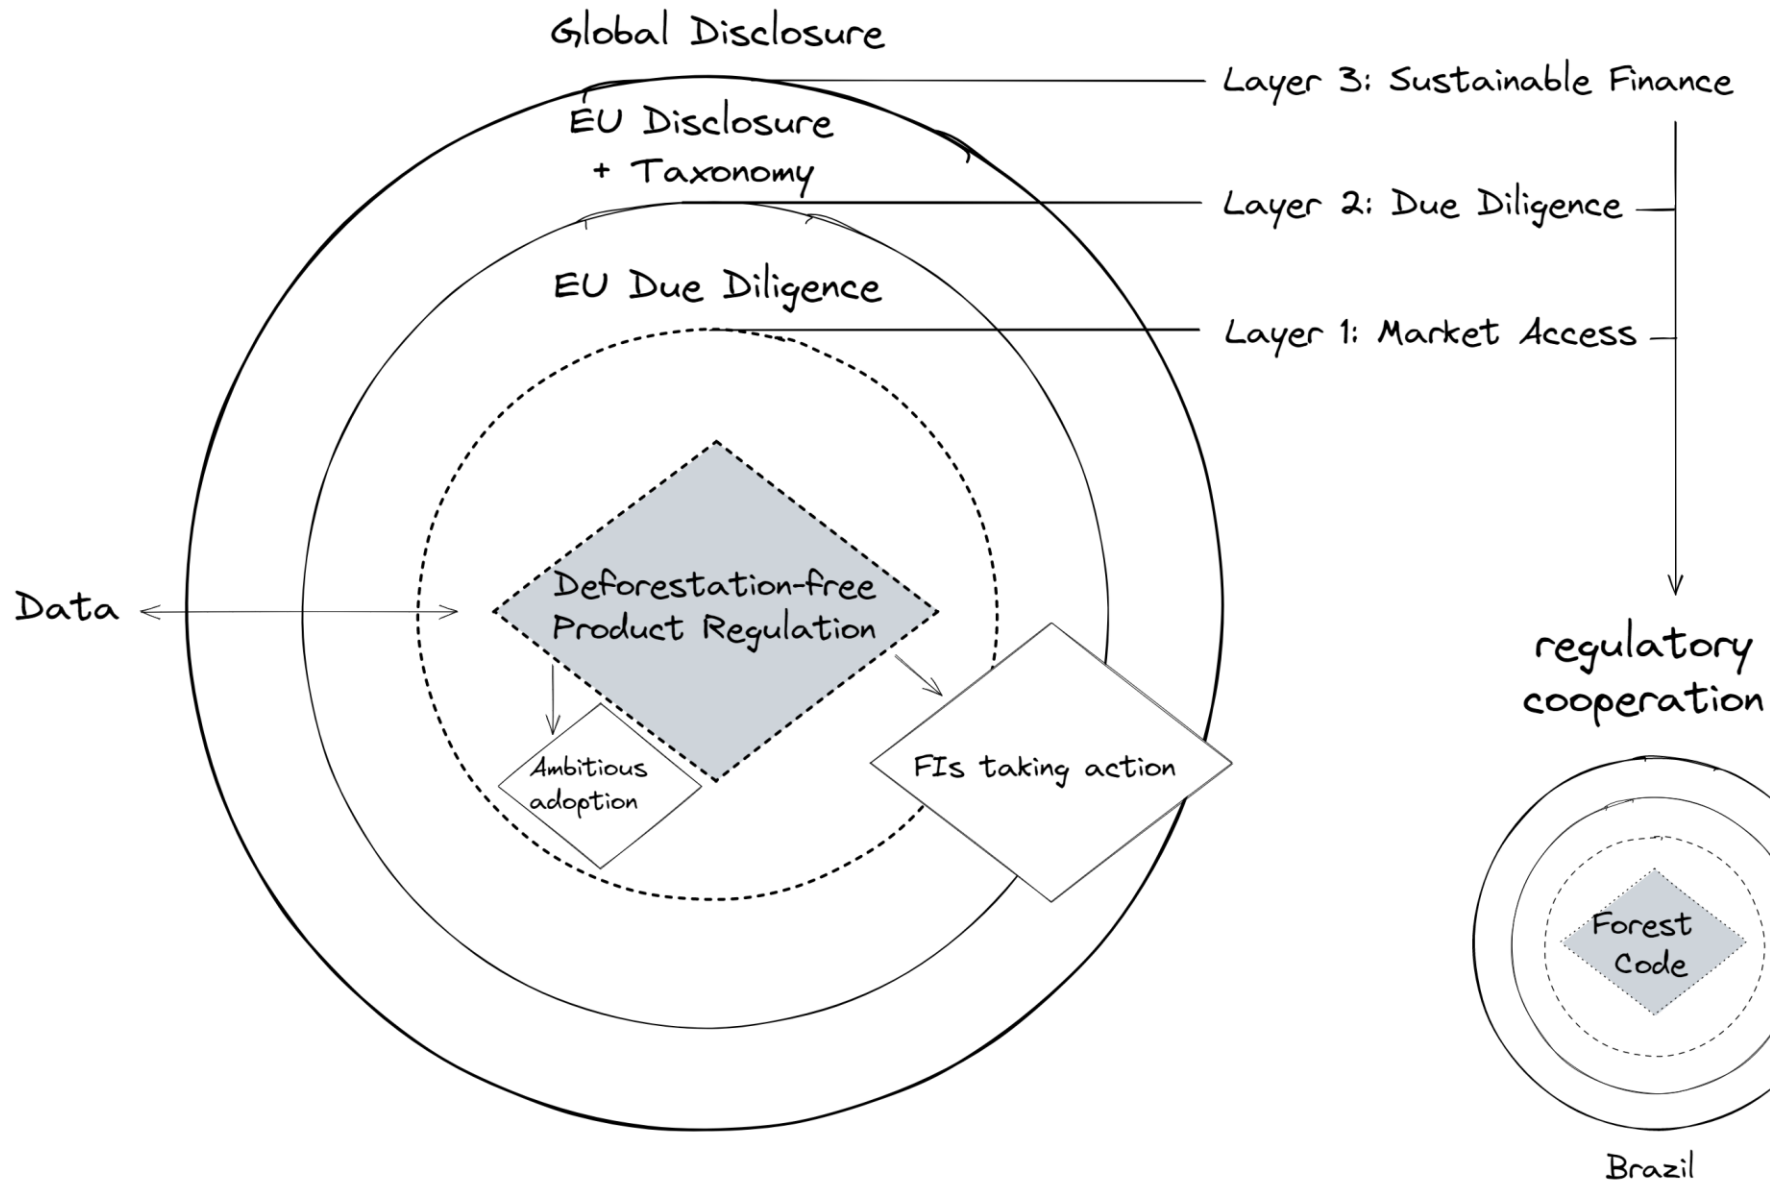 Global Disclosure
Layer 3: Sustainable Finance
EU Disclosure
+ Taxonomy
Layer 2: Due Diligence
EU Due Diligence
Layer 1: Market Access
Data
Deforestation-free
Product Regulation
regulatory
cooperation
Ambitious
adoption
FIs taking action
Forest
Code
Brazil